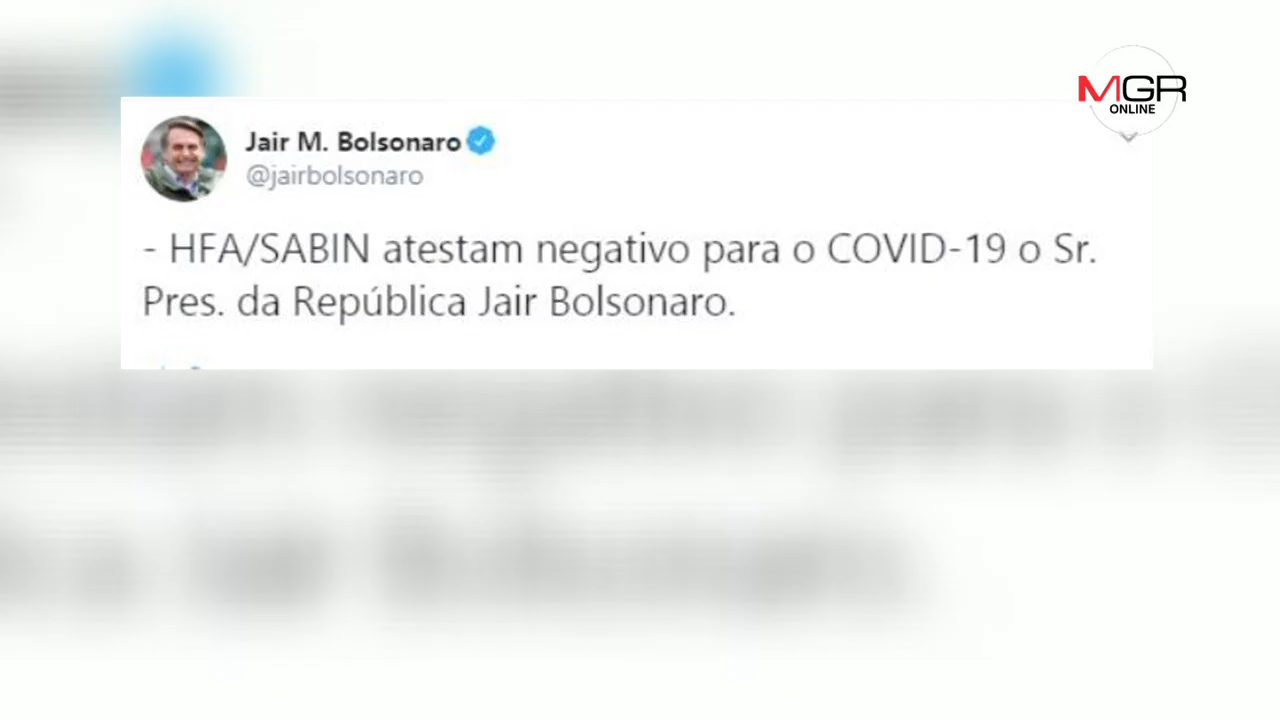 MGR
ONLINE
Jair M. Bolsonaro
@jairbolsonaro
- HFA/SABIN atestam negativo para o COVID-19 o Sr.
Pres. da República Jair Bolsonaro.